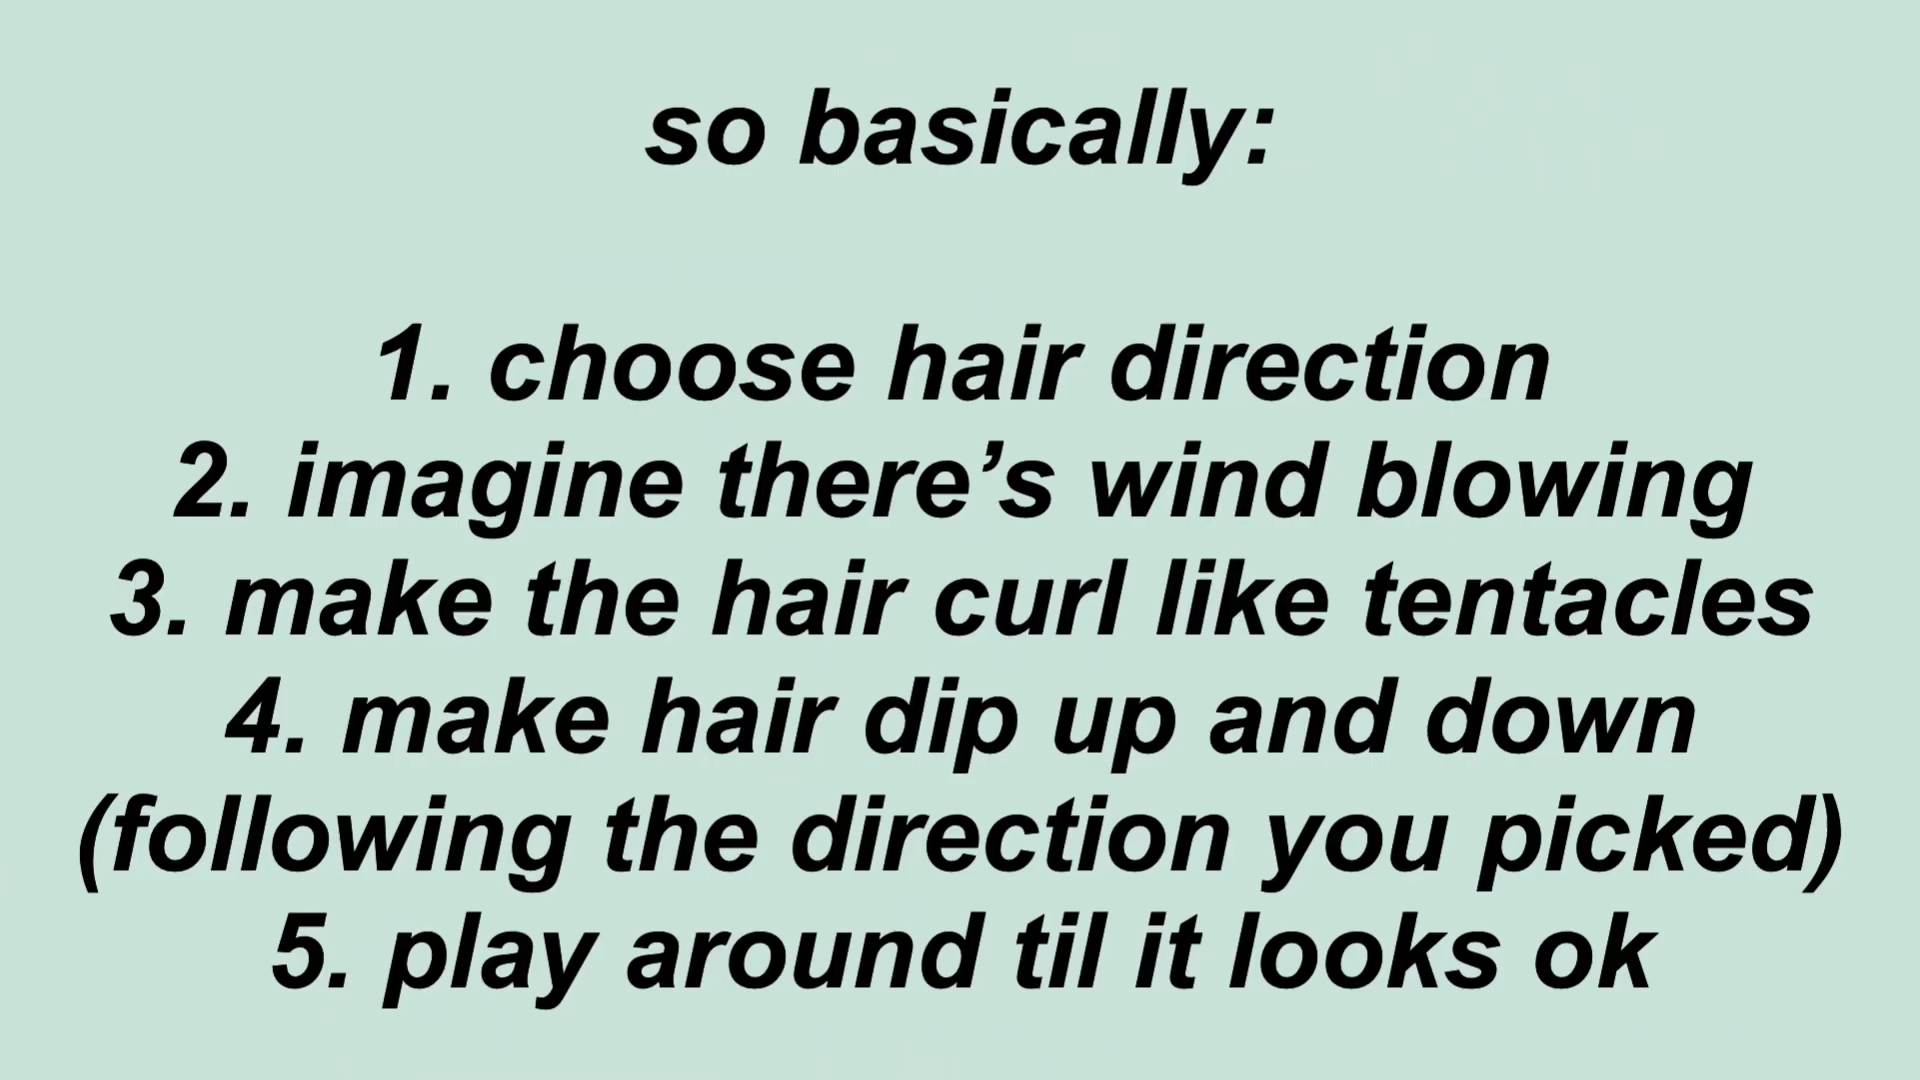 so basically:
1. choose hair direction
2. imagine there’s wind blowing
3. make the hair curl like tentacles
4. make hair dip up and down
(following the direction you picked)
5. play around til it looks ok